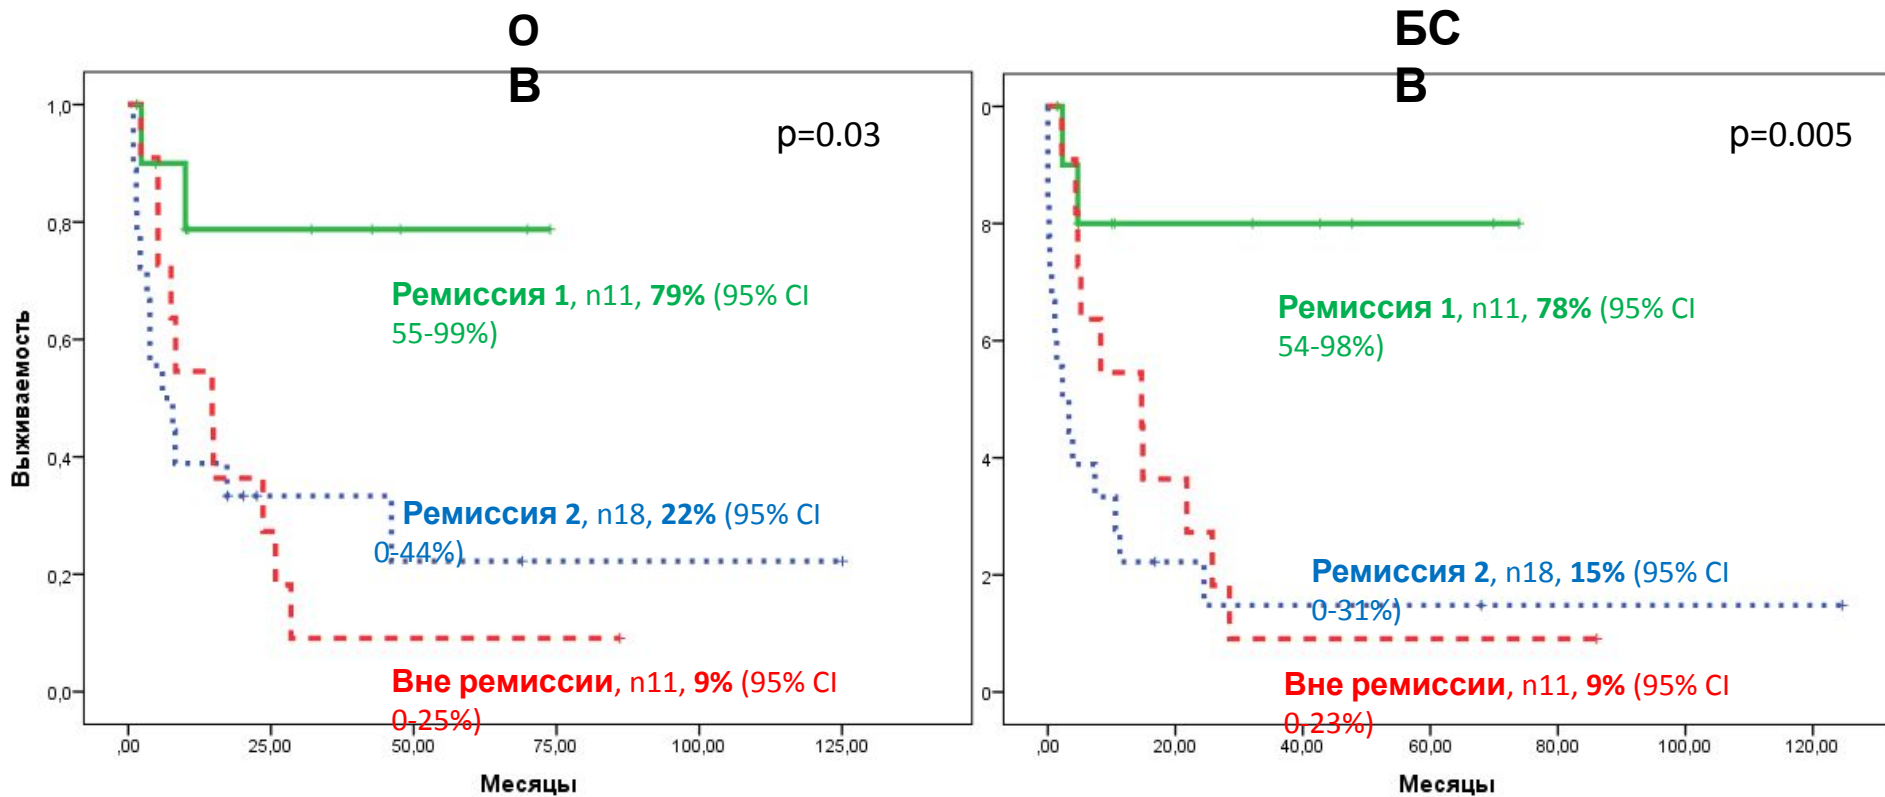 О
В
1,0
0,8
0,6
0,4
0,2
0,0
Выживаемость
p=0.03
Ремиссия 1, n11, 79% (95% CI
55-99%)
Ремиссия 2, n18, 22% (95% CI
0-44%)
Вне ремиссии, n11, 9% (95% CI
0-25%)
,00 25,00 50,00 75,00 100,00 125,00
Месяцы
БС
В
0
8
6
4
2
0
p=0.005
Ремиссия 1, n11, 78% (95% CI
54-98%)
Ремиссия 2, n18, 15% (95% CI
0-31%)
Вне ремиссии, n11, 9% (95% CI
0-23%)
,00 20,00 40,00 60,00 80,00 100,00 120,00
Месяцы